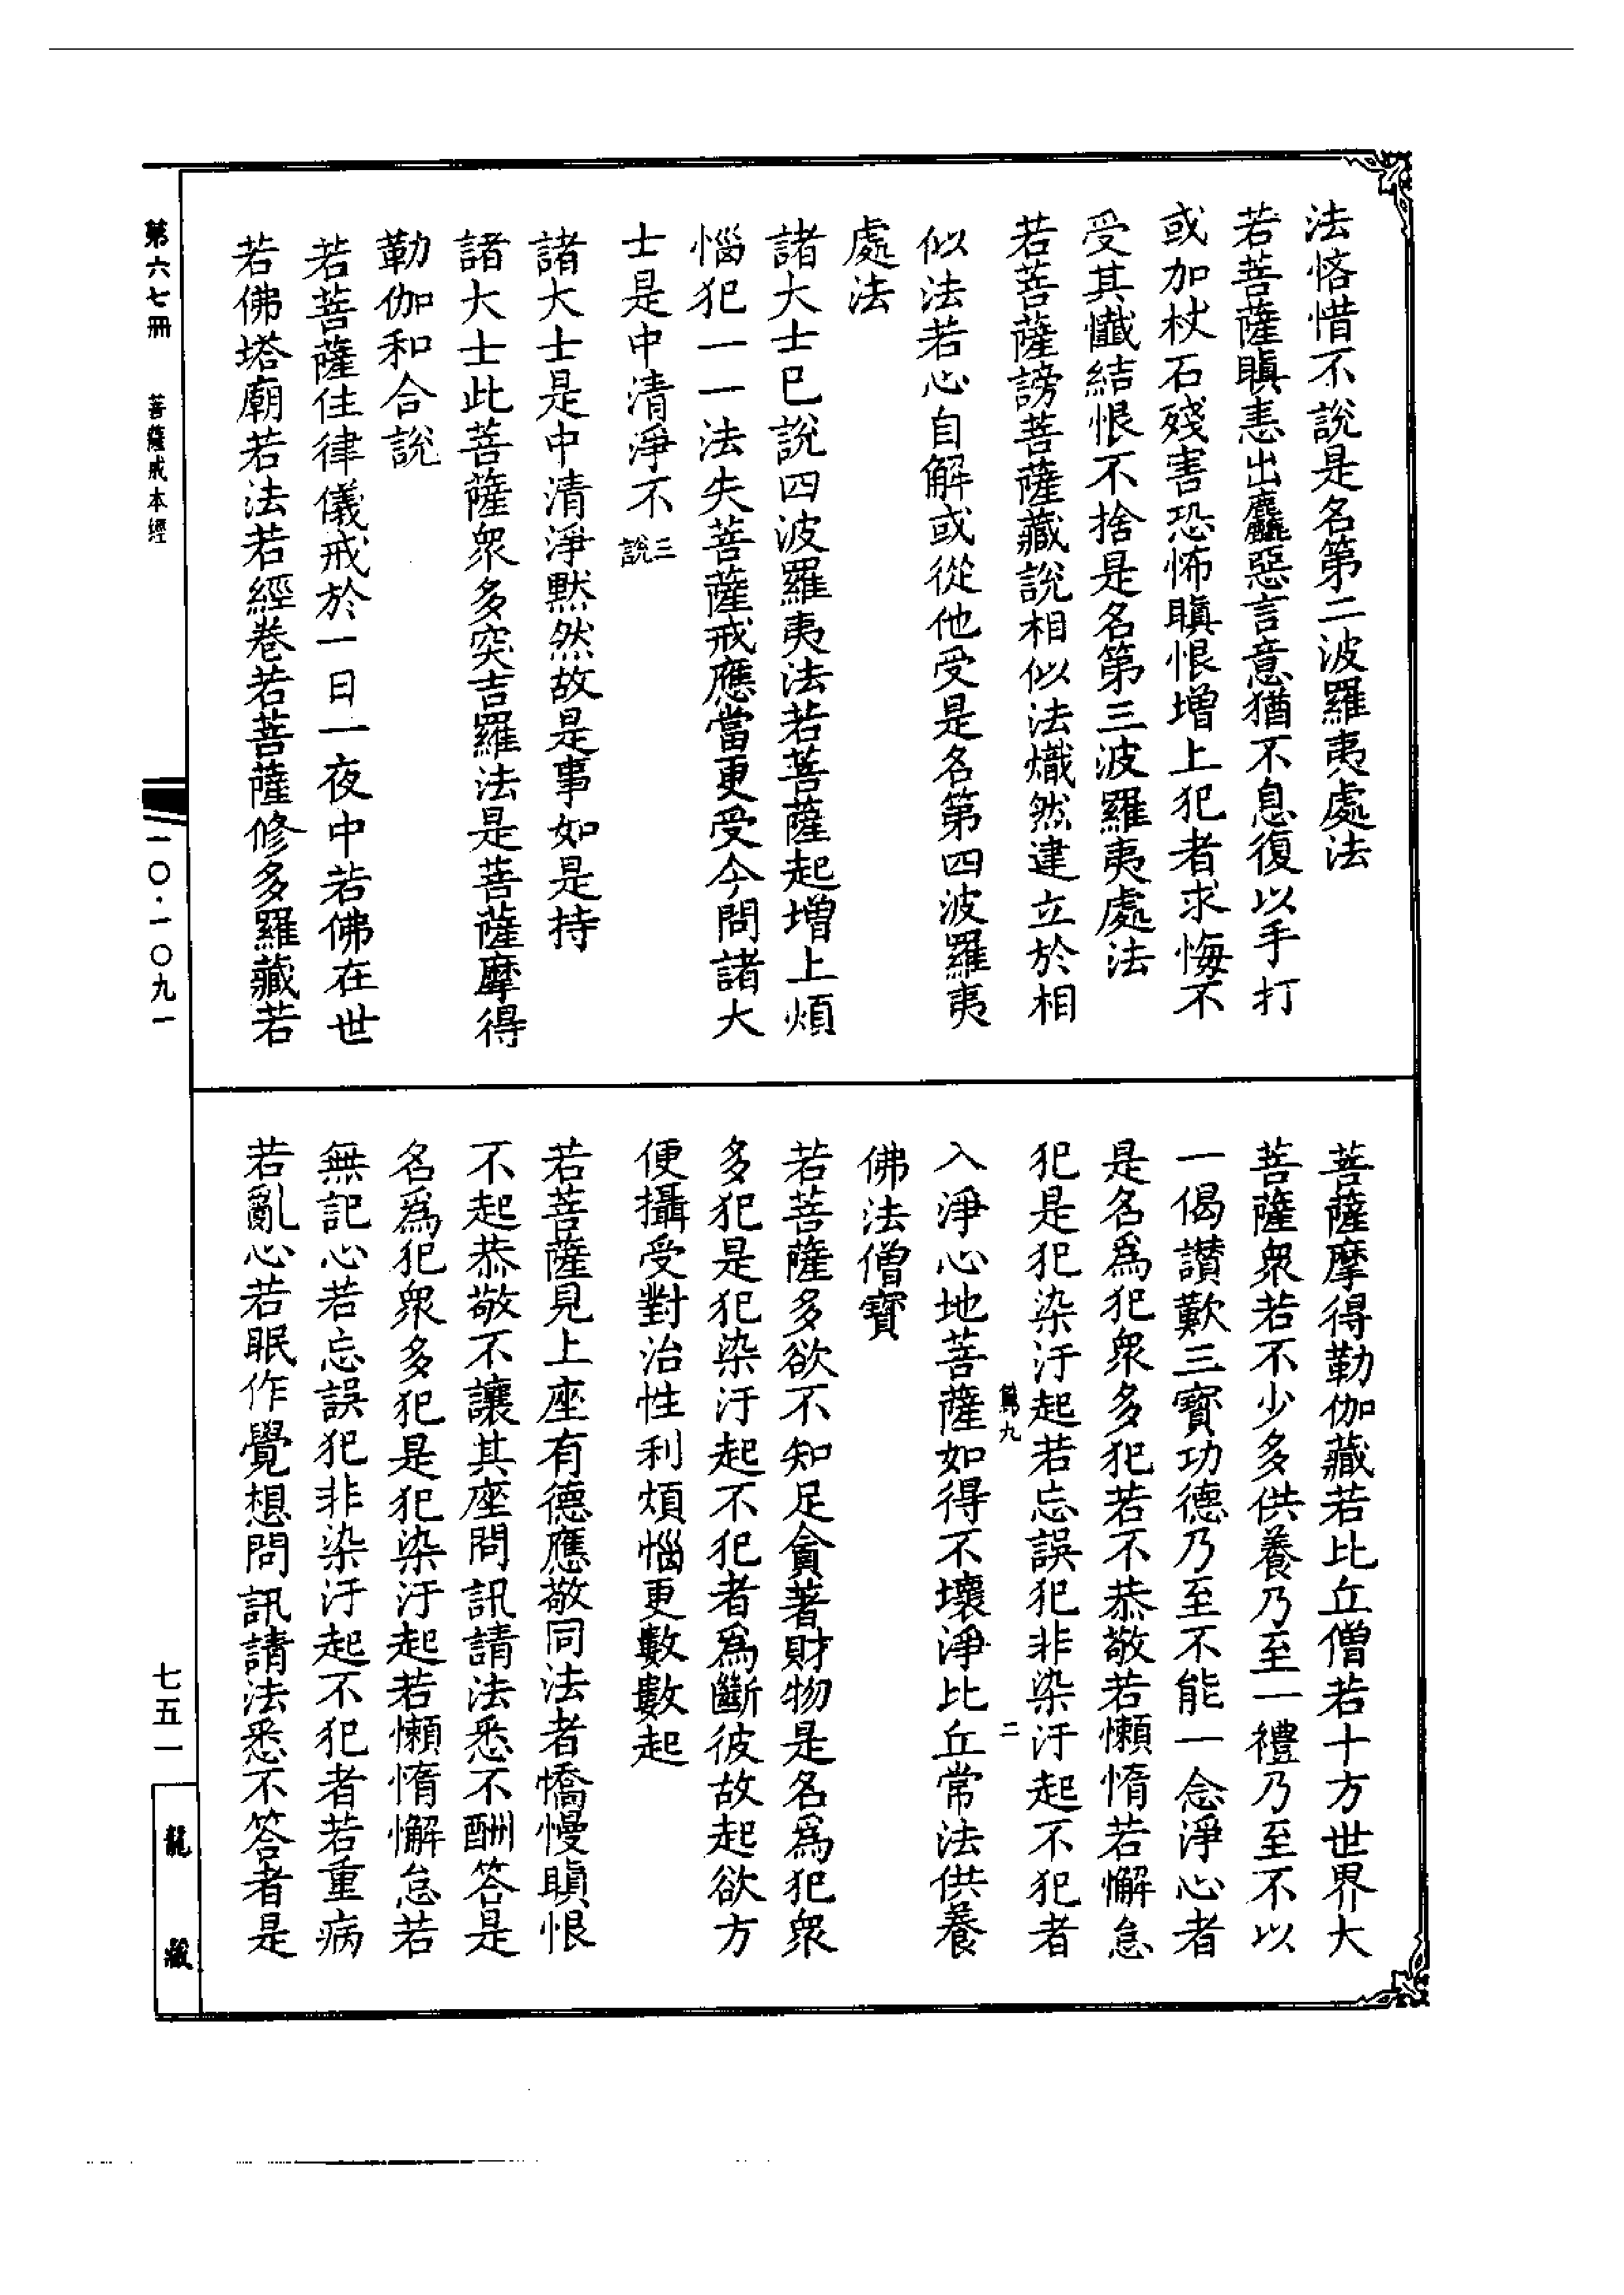 法悋惜不說是名第二波羅夷處法
若菩薩瞋恚出麤惡言意猶不息復以手打
或加杖石殘害恐怖瞋恨增上犯者求悔不
受其懺結恨不捨是名第三波羅夷處法
若菩薩謗菩薩藏說相似法熾然建立於相
似法若心自解或從他受是名第四波羅夷
處法
諸大士已說四波羅夷法若菩薩起增上煩
惱犯一一法失菩薩戒應當更受今問諸大
士是中清淨不三說
諸大士是中清淨默然故是事如是持
諸大士此菩薩眾多突吉羅法是菩薩摩得
勒伽和合說
若菩薩住律儀戒於一日一夜中若佛在世
若佛塔廟若法若經卷若菩薩修多羅藏若
菩薩摩得勒伽藏若比丘僧若十方世界大
菩薩眾若不少多供養乃至一禮乃至不以
一偈讚歎三寶功德乃至不能一念淨心者
是名為犯眾多犯若不恭敬若懶惰若懈怠
犯是犯染汙起若忘誤犯非染汙起不犯者
入淨心地菩薩如得不壞淨比丘常法供養
佛法僧寶
若菩薩多欲不知足貪著財物是名為犯眾
多犯是犯染汙起不犯者為斷彼故起欲方
便攝受對治性利煩惱更數數起
若菩薩見上座有德應敬同法者憍慢瞋恨
不起恭敬不讓其座問訊請法悉不酬答是
名為犯眾多犯是犯染汙起若懶惰懈怠若
無記心若忘誤犯非染汙起不犯者若重病
若亂心若眠作覺想問訊請法悉不答者是
第六七冊
菩薩戒本經
一〇·一〇九一
七五一
龍藏
九
二